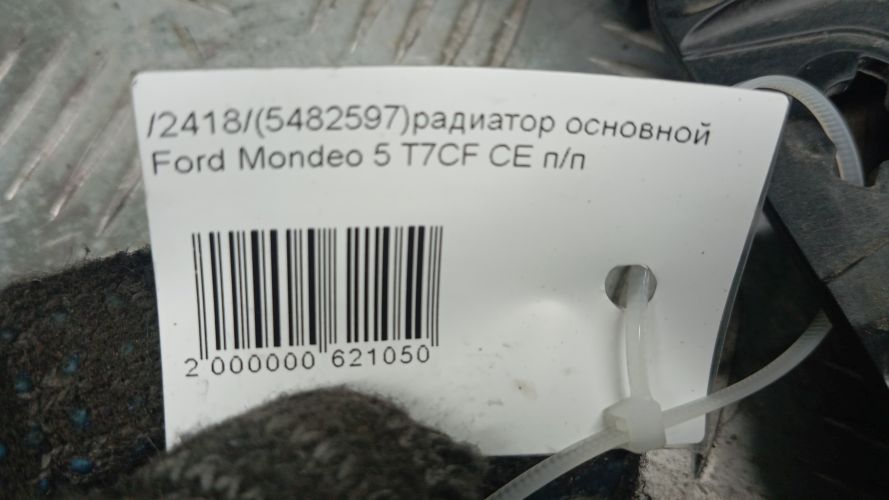 /2418/(5482597)радиатор основной
Ford Mondeo 5 T7CF CE п/п
2 000000 621050